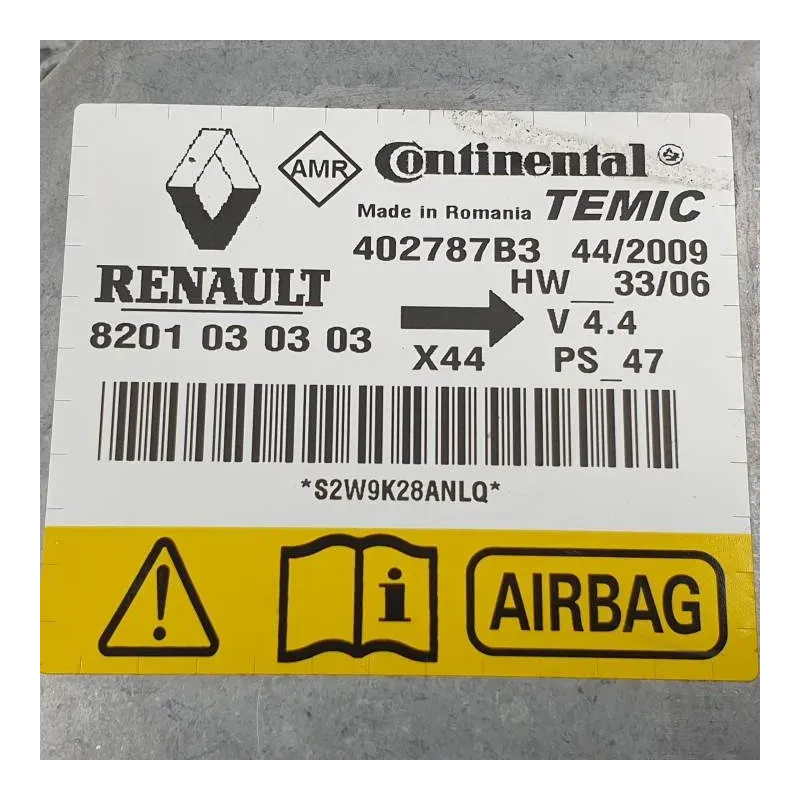 AMR Continental
Made in Romania TEMIC
402787B3 44/2009
RENAULT HW__33/06
8201 03 03 03 V 4.4
X44 PS_47
*S2W9K28ANLQ*
i AIRBAG